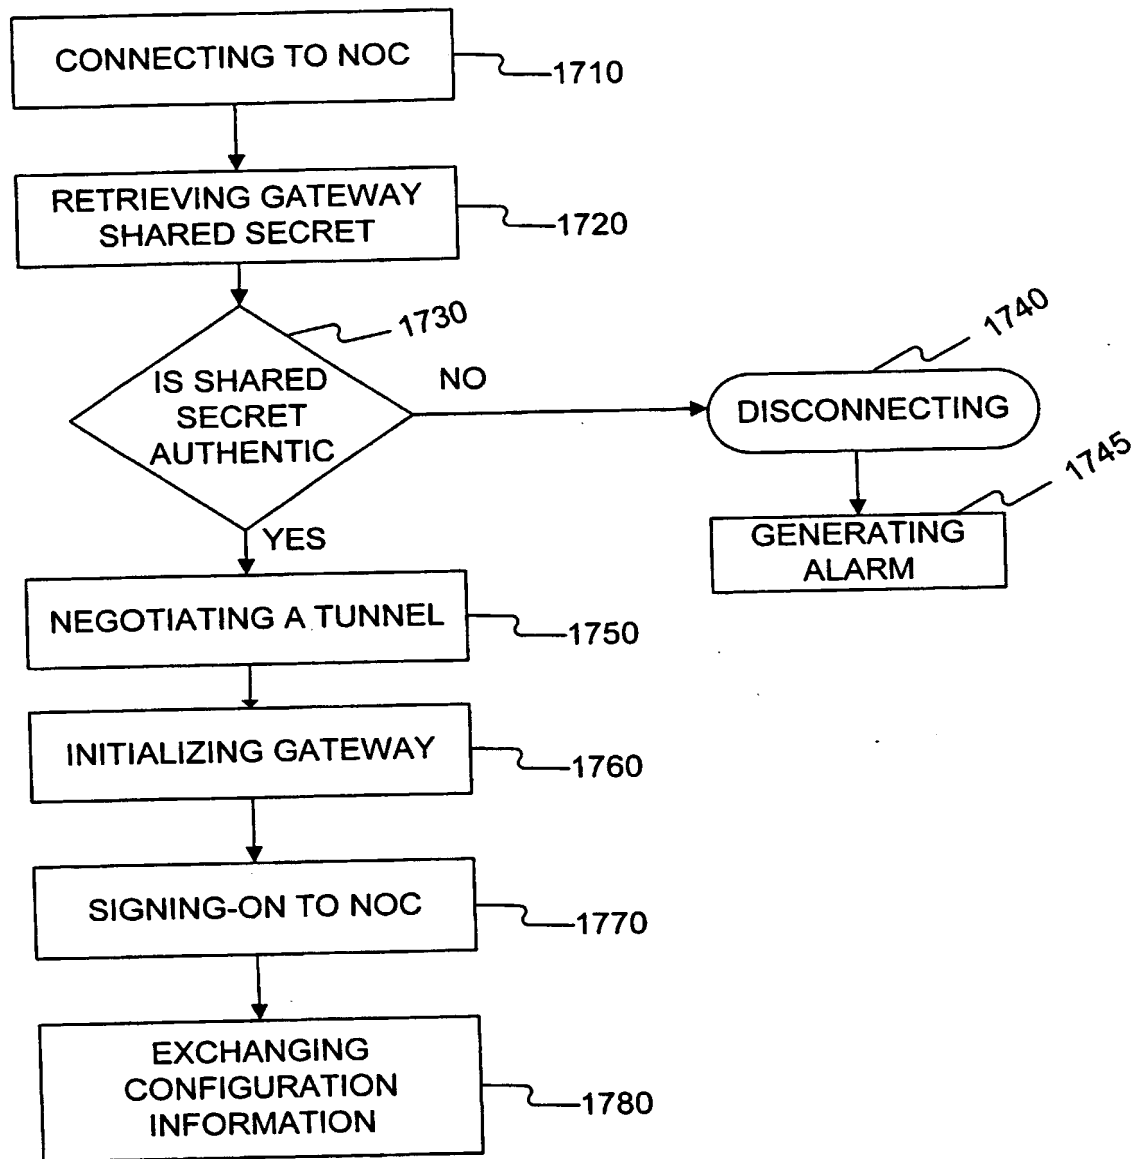 CONNECTING TO NOC
1710
RETRIEVING GATEWAY
SHARED SECRET
1720
1730
IS SHARED
SECRET
AUTHENTIC
NO
1740
DISCONNECTING
1745
GENERATING
ALARM
YES
NEGOTIATING A TUNNEL
1750
INITIALIZING GATEWAY
1760
SIGNING-ON TO NOC
1770
EXCHANGING
CONFIGURATION
INFORMATION
1780